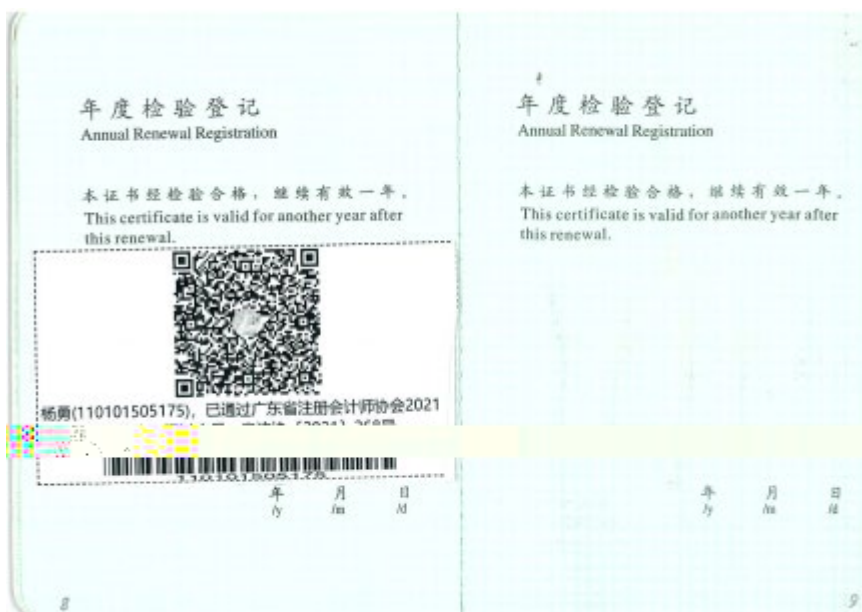 年度检验登记
Annual Renewal Registration
本证书经检验合格，继续有效一年。
This certificate is valid for another year after
this renewal.
杨勇(110101505175)，已通过广东省注册会计师协会2021
110101505175
年 月 日
/y /m /d
8
年度检验登记
Annual Renewal Registration
本证书经检验合格，继续有效一年。
This certificate is valid for another year after
this renewal.
年 月 日
/y /m /d
9